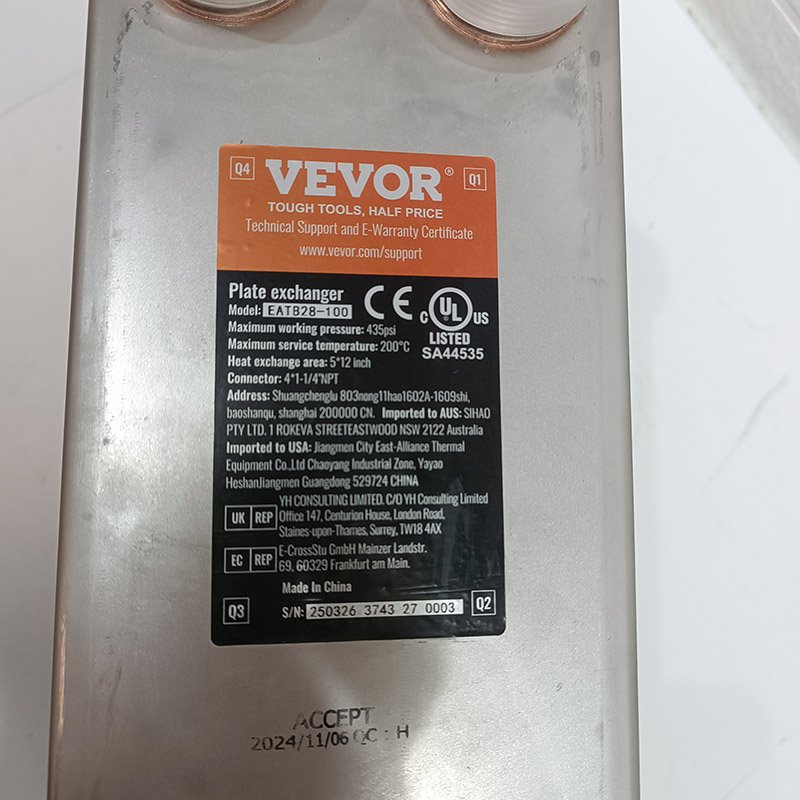 Q4 VEVOR® Q1
TOUGH TOOLS, HALF PRICE
Technical Support and E-Warranty Certificate
www.vevor.com/support
Plate exchanger
Model: EATB28-100
CE
C UL US
LISTED
SA44535
Maximum working pressure: 435psi
Maximum service temperature: 200°C
Heat exchange area: 5*12 inch
Connector: 4*1-1/4"NPT
Address: Shuangchenglu 803nong11hao1602A-1609shi,
baoshanqu, shanghai 200000 CN. Imported to AUS: SIHAO
PTY LTD. 1 ROKEVA STREETEASTWOOD NSW 2122 Australia
Imported to USA: Jiangmen City East-Alliance Thermal
Equipment Co.,Ltd Chaoyang Industrial Zone, Yayao
HeshanJiangmen Guangdong 529724 CHINA
UK REP
YH CONSULTING LIMITED. C/O YH Consulting Limited
Office 147, Centurion House, London Road,
Staines-upon-Thames, Surrey, TW18 4AX
EC REP
E-CrossStu GmbH Mainzer Landstr.
69, 60329 Frankfurt am Main.
Made In China
Q3 S/N: 250326 3743 27 0003 Q2
ACCEPT
2024/11/06 QC : H